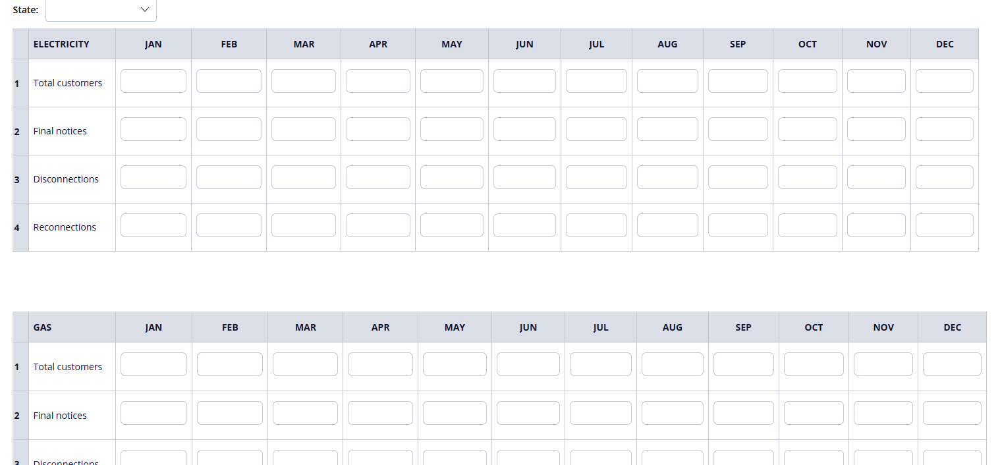 State:
ELECTRICITY JAN FEB MAR APR MAY JUN JUL AUG SEP OCT NOV DEC
1 Total customers
2 Final notices
3 Disconnections
4 Reconnections
GAS JAN FEB MAR APR MAY JUN JUL AUG SEP OCT NOV DEC
1 Total customers
2 Final notices
3 Disconnections